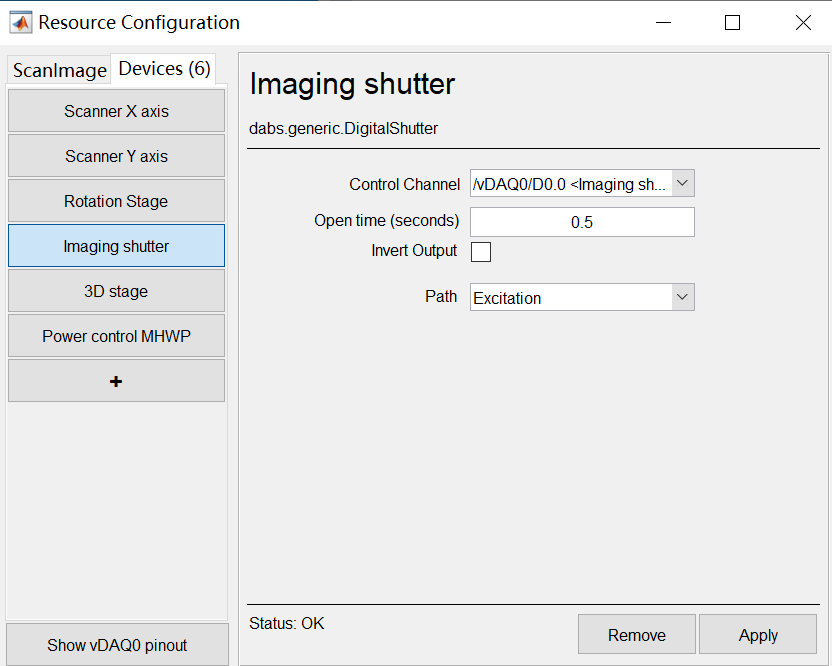 Resource Configuration
ScanImage
Devices (6)
Scanner X axis
Scanner Y axis
Rotation Stage
Imaging shutter
3D stage
Power control MHWP
+
Show vDAQ0 pinout
Imaging shutter
dabs.generic.DigitalShutter
Control Channel /vDAQ0/D0.0 <Imaging sh...
Open time (seconds) 0.5
Invert Output
Path Excitation
Status: OK
Remove
Apply